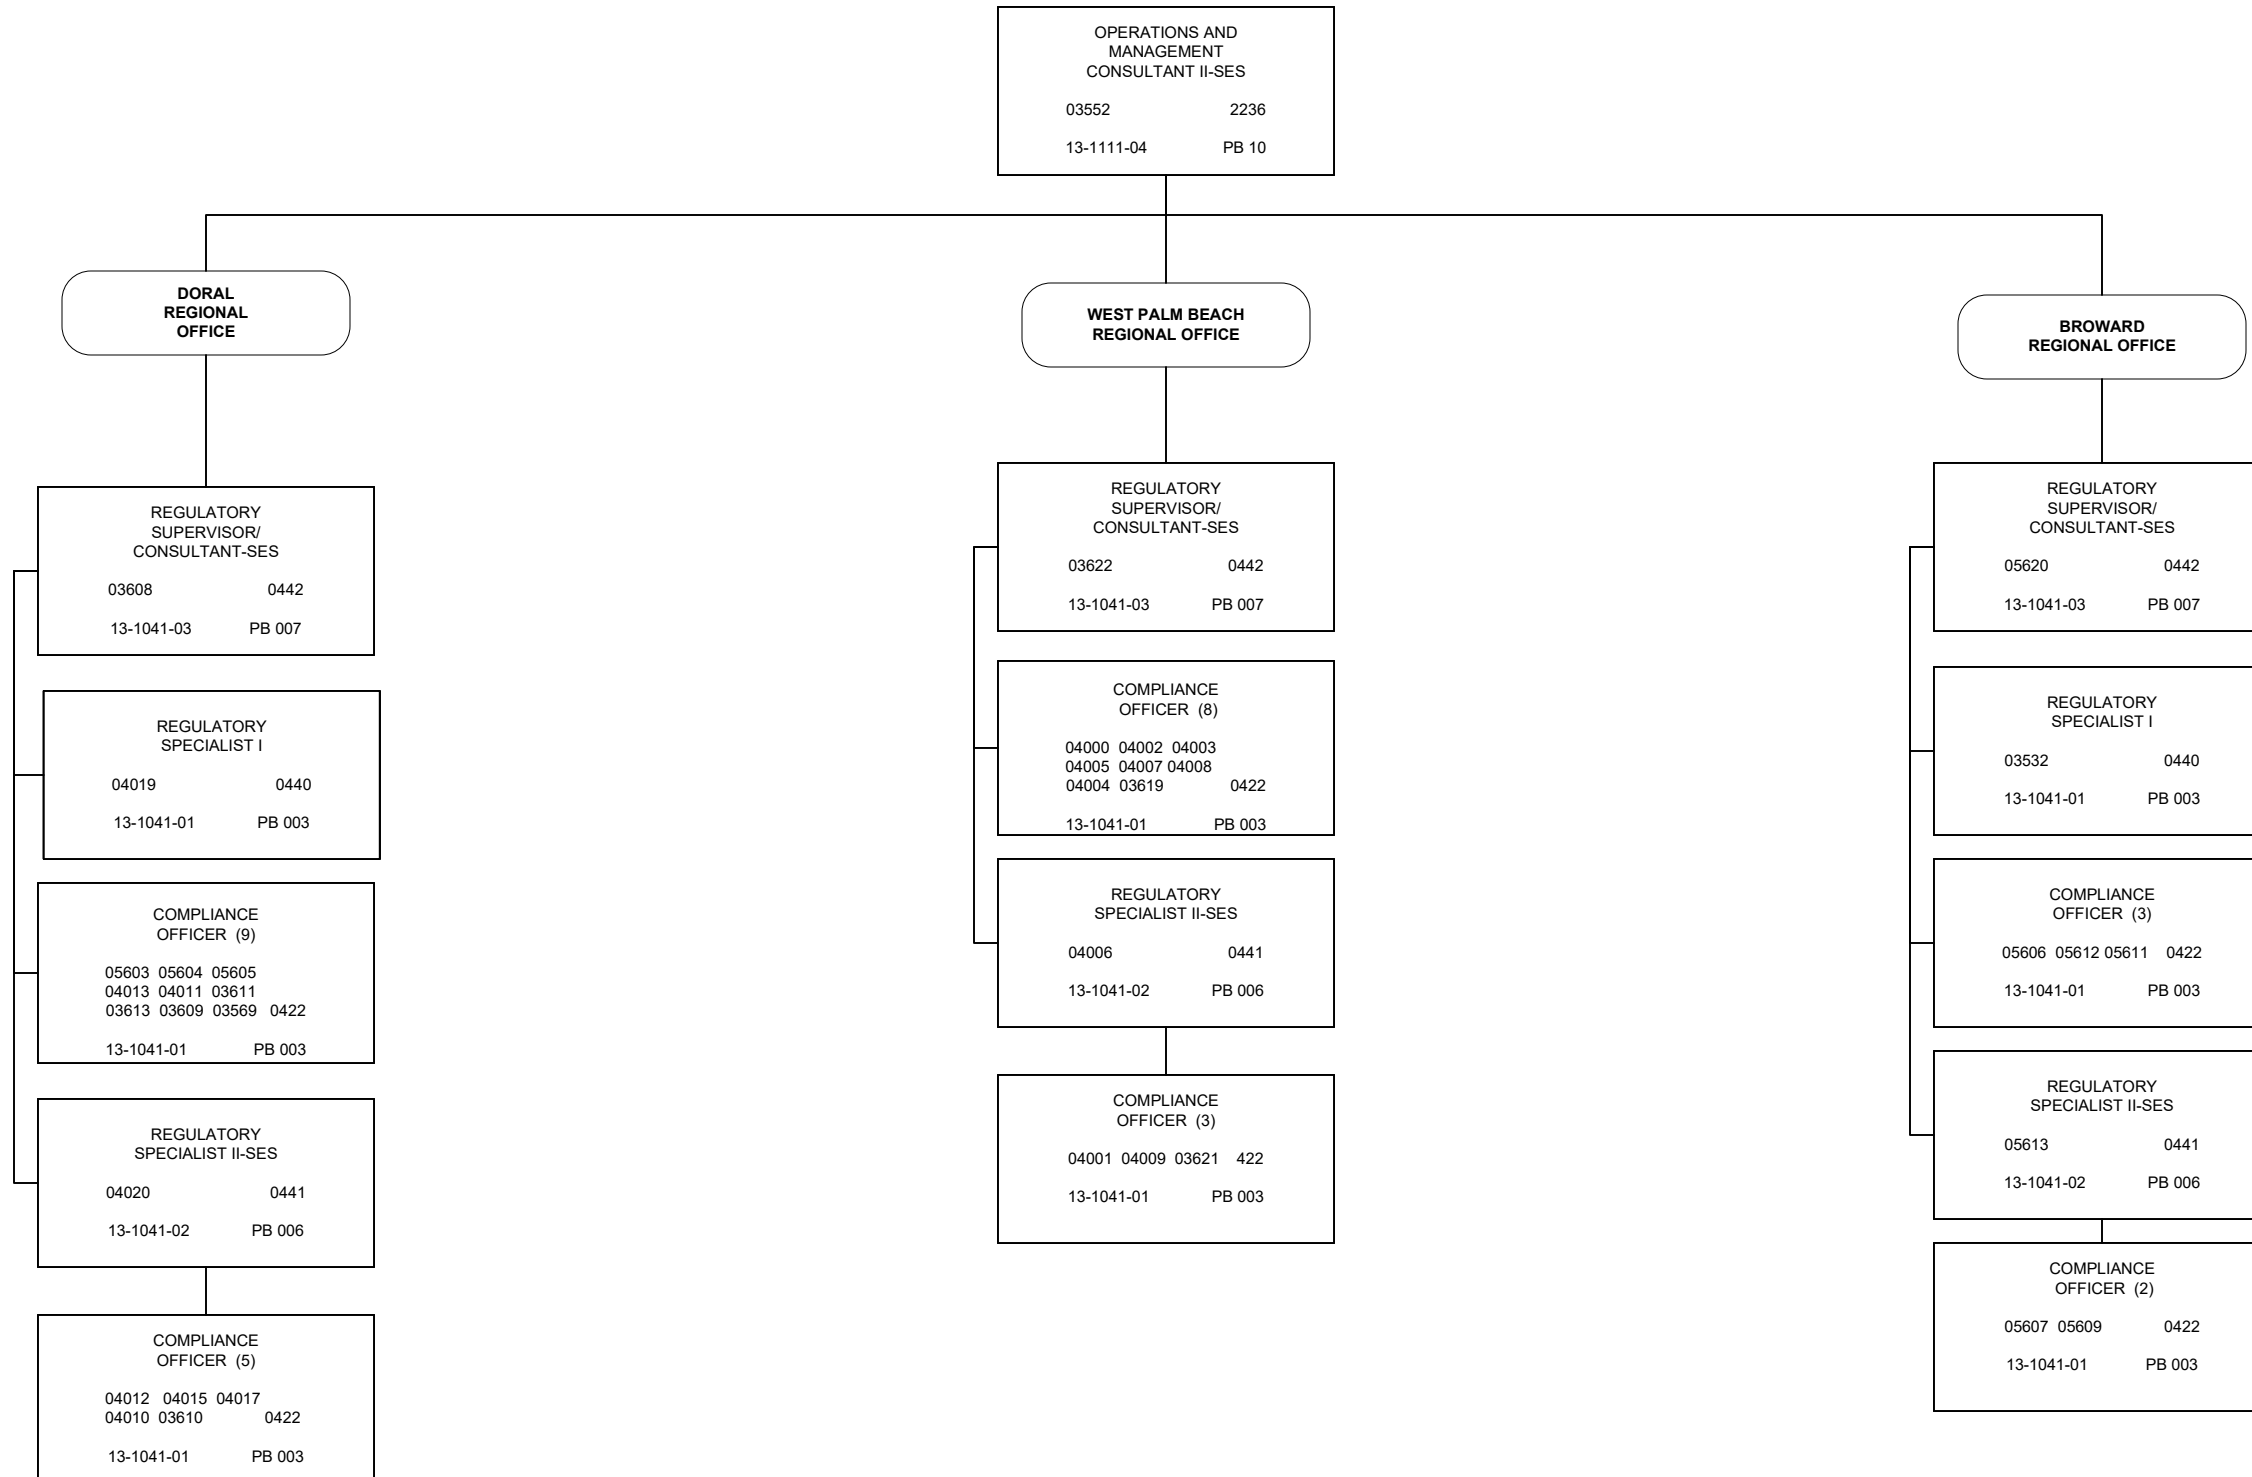 OPERATIONS AND
MANAGEMENT
CONSULTANT II-SES
03552 2236
13-1111-04 PB 10
DORAL
REGIONAL
OFFICE
REGULATORY
SUPERVISOR/
CONSULTANT-SES
03608 0442
13-1041-03 PB 007
REGULATORY
SPECIALIST I
04019 0440
13-1041-01 PB 003
COMPLIANCE
OFFICER (9)
05603 05604 05605
04013 04011 03611
03613 03609 03569 0422
13-1041-01 PB 003
REGULATORY
SPECIALIST II-SES
04020 0441
13-1041-02 PB 006
COMPLIANCE
OFFICER (5)
04012 04015 04017
04010 03610 0422
13-1041-01 PB 003
WEST PALM BEACH
REGIONAL OFFICE
REGULATORY
SUPERVISOR/
CONSULTANT-SES
03622 0442
13-1041-03 PB 007
COMPLIANCE
OFFICER (8)
04000 04002 04003
04005 04007 04008
04004 03619 0422
13-1041-01 PB 003
REGULATORY
SPECIALIST II-SES
04006 0441
13-1041-02 PB 006
COMPLIANCE
OFFICER (3)
04001 04009 03621 422
13-1041-01 PB 003
BROWARD
REGIONAL OFFICE
REGULATORY
SUPERVISOR/
CONSULTANT-SES
05620 0442
13-1041-03 PB 007
REGULATORY
SPECIALIST I
03532 0440
13-1041-01 PB 003
COMPLIANCE
OFFICER (3)
05606 05612 05611 0422
13-1041-01 PB 003
REGULATORY
SPECIALIST II-SES
05613 0441
13-1041-02 PB 006
COMPLIANCE
OFFICER (2)
05607 05609 0422
13-1041-01 PB 003